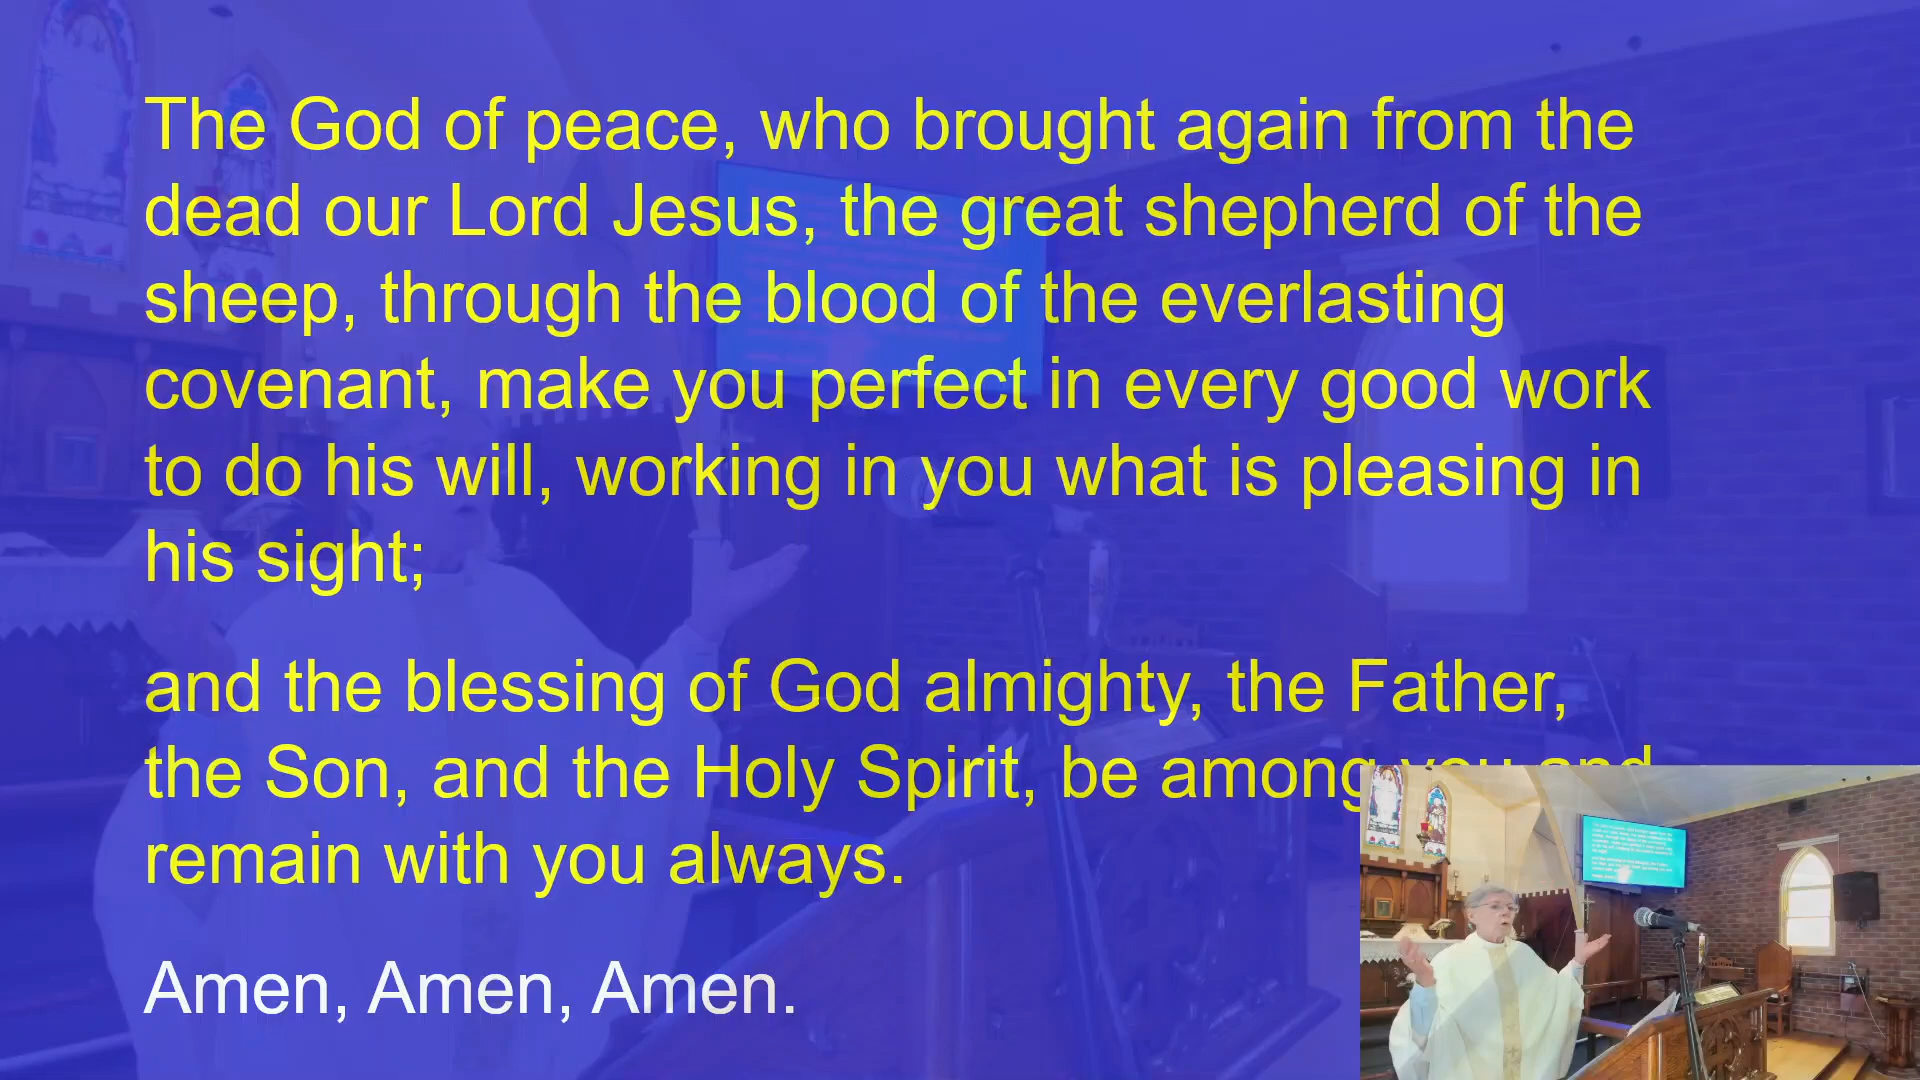 The God of peace, who brought again from the
dead our Lord Jesus, the great shepherd of the
sheep, through the blood of the everlasting
covenant, make you perfect in every good work
to do his will, working in you what is pleasing in
his sight;
and the blessing of God almighty, the Father,
the Son, and the Holy Spirit, be among you and
remain with you always.
Amen, Amen, Amen.